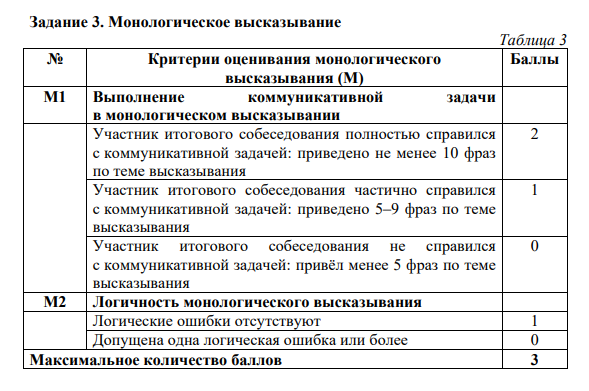 Задание 3. Монологическое высказывание
Таблица 3
№ Критерии оценивания монологического Баллы
высказывания (М)
М1 Выполнение коммуникативной задачи
в монологическом высказывании
Участник итогового собеседования полностью справился 2
с коммуникативной задачей: приведено не менее 10 фраз
по теме высказывания
Участник итогового собеседования частично справился 1
с коммуникативной задачей: приведено 5–9 фраз по теме
высказывания
Участник итогового собеседования не справился 0
с коммуникативной задачей: привёл менее 5 фраз по теме
высказывания
М2 Логичность монологического высказывания
Логические ошибки отсутствуют 1
Допущена одна логическая ошибка или более 0
Максимальное количество баллов 3